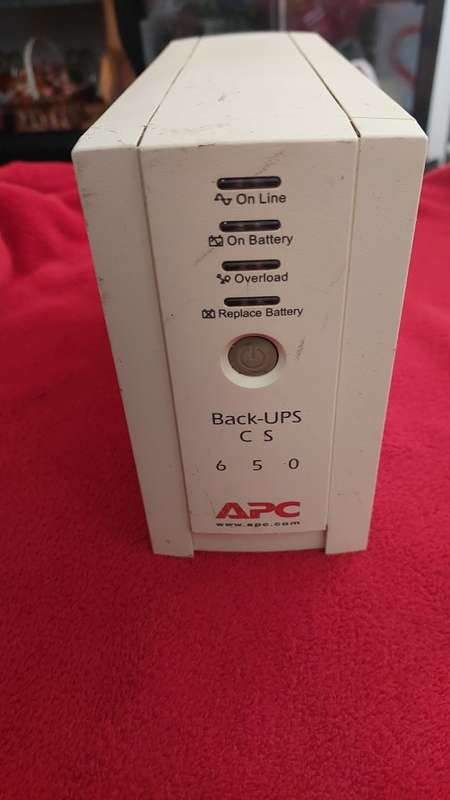 On Line
On Battery
Overload
Replace Battery
Back-UPS
C S
6 5 0
APC
www.apc.com